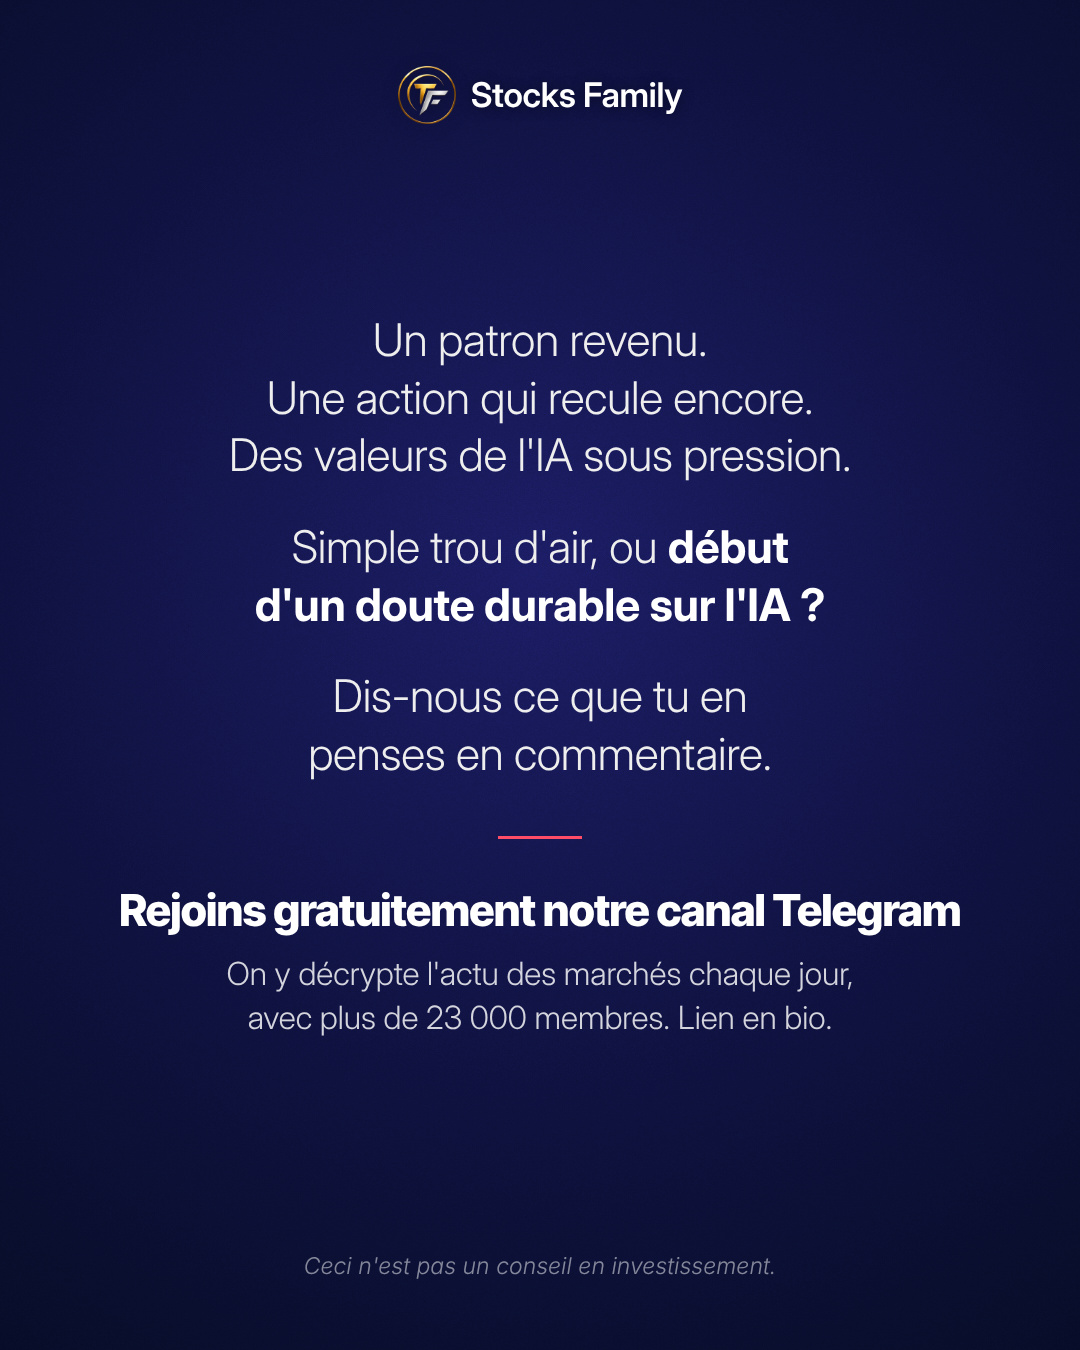 TF Stocks Family
Un patron revenu.
Une action qui recule encore.
Des valeurs de l'IA sous pression.
Simple trou d'air, ou début
d'un doute durable sur l'IA ?
Dis-nous ce que tu en
penses en commentaire.
Rejoins gratuitement notre canal Telegram
On y décrypte l'actu des marchés chaque jour,
avec plus de 23 000 membres. Lien en bio.
Ceci n'est pas un conseil en investissement.